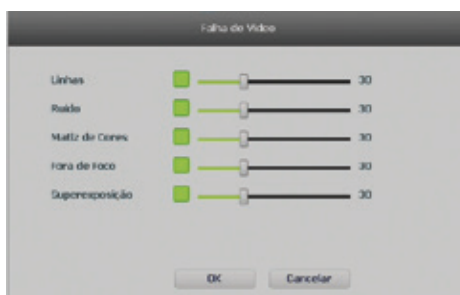 Falha de Vídeo
Linhas 30
Ruído 30
Matiz de Cores 30
Fora de Foco 30
Superexposição 30
OK Cancelar